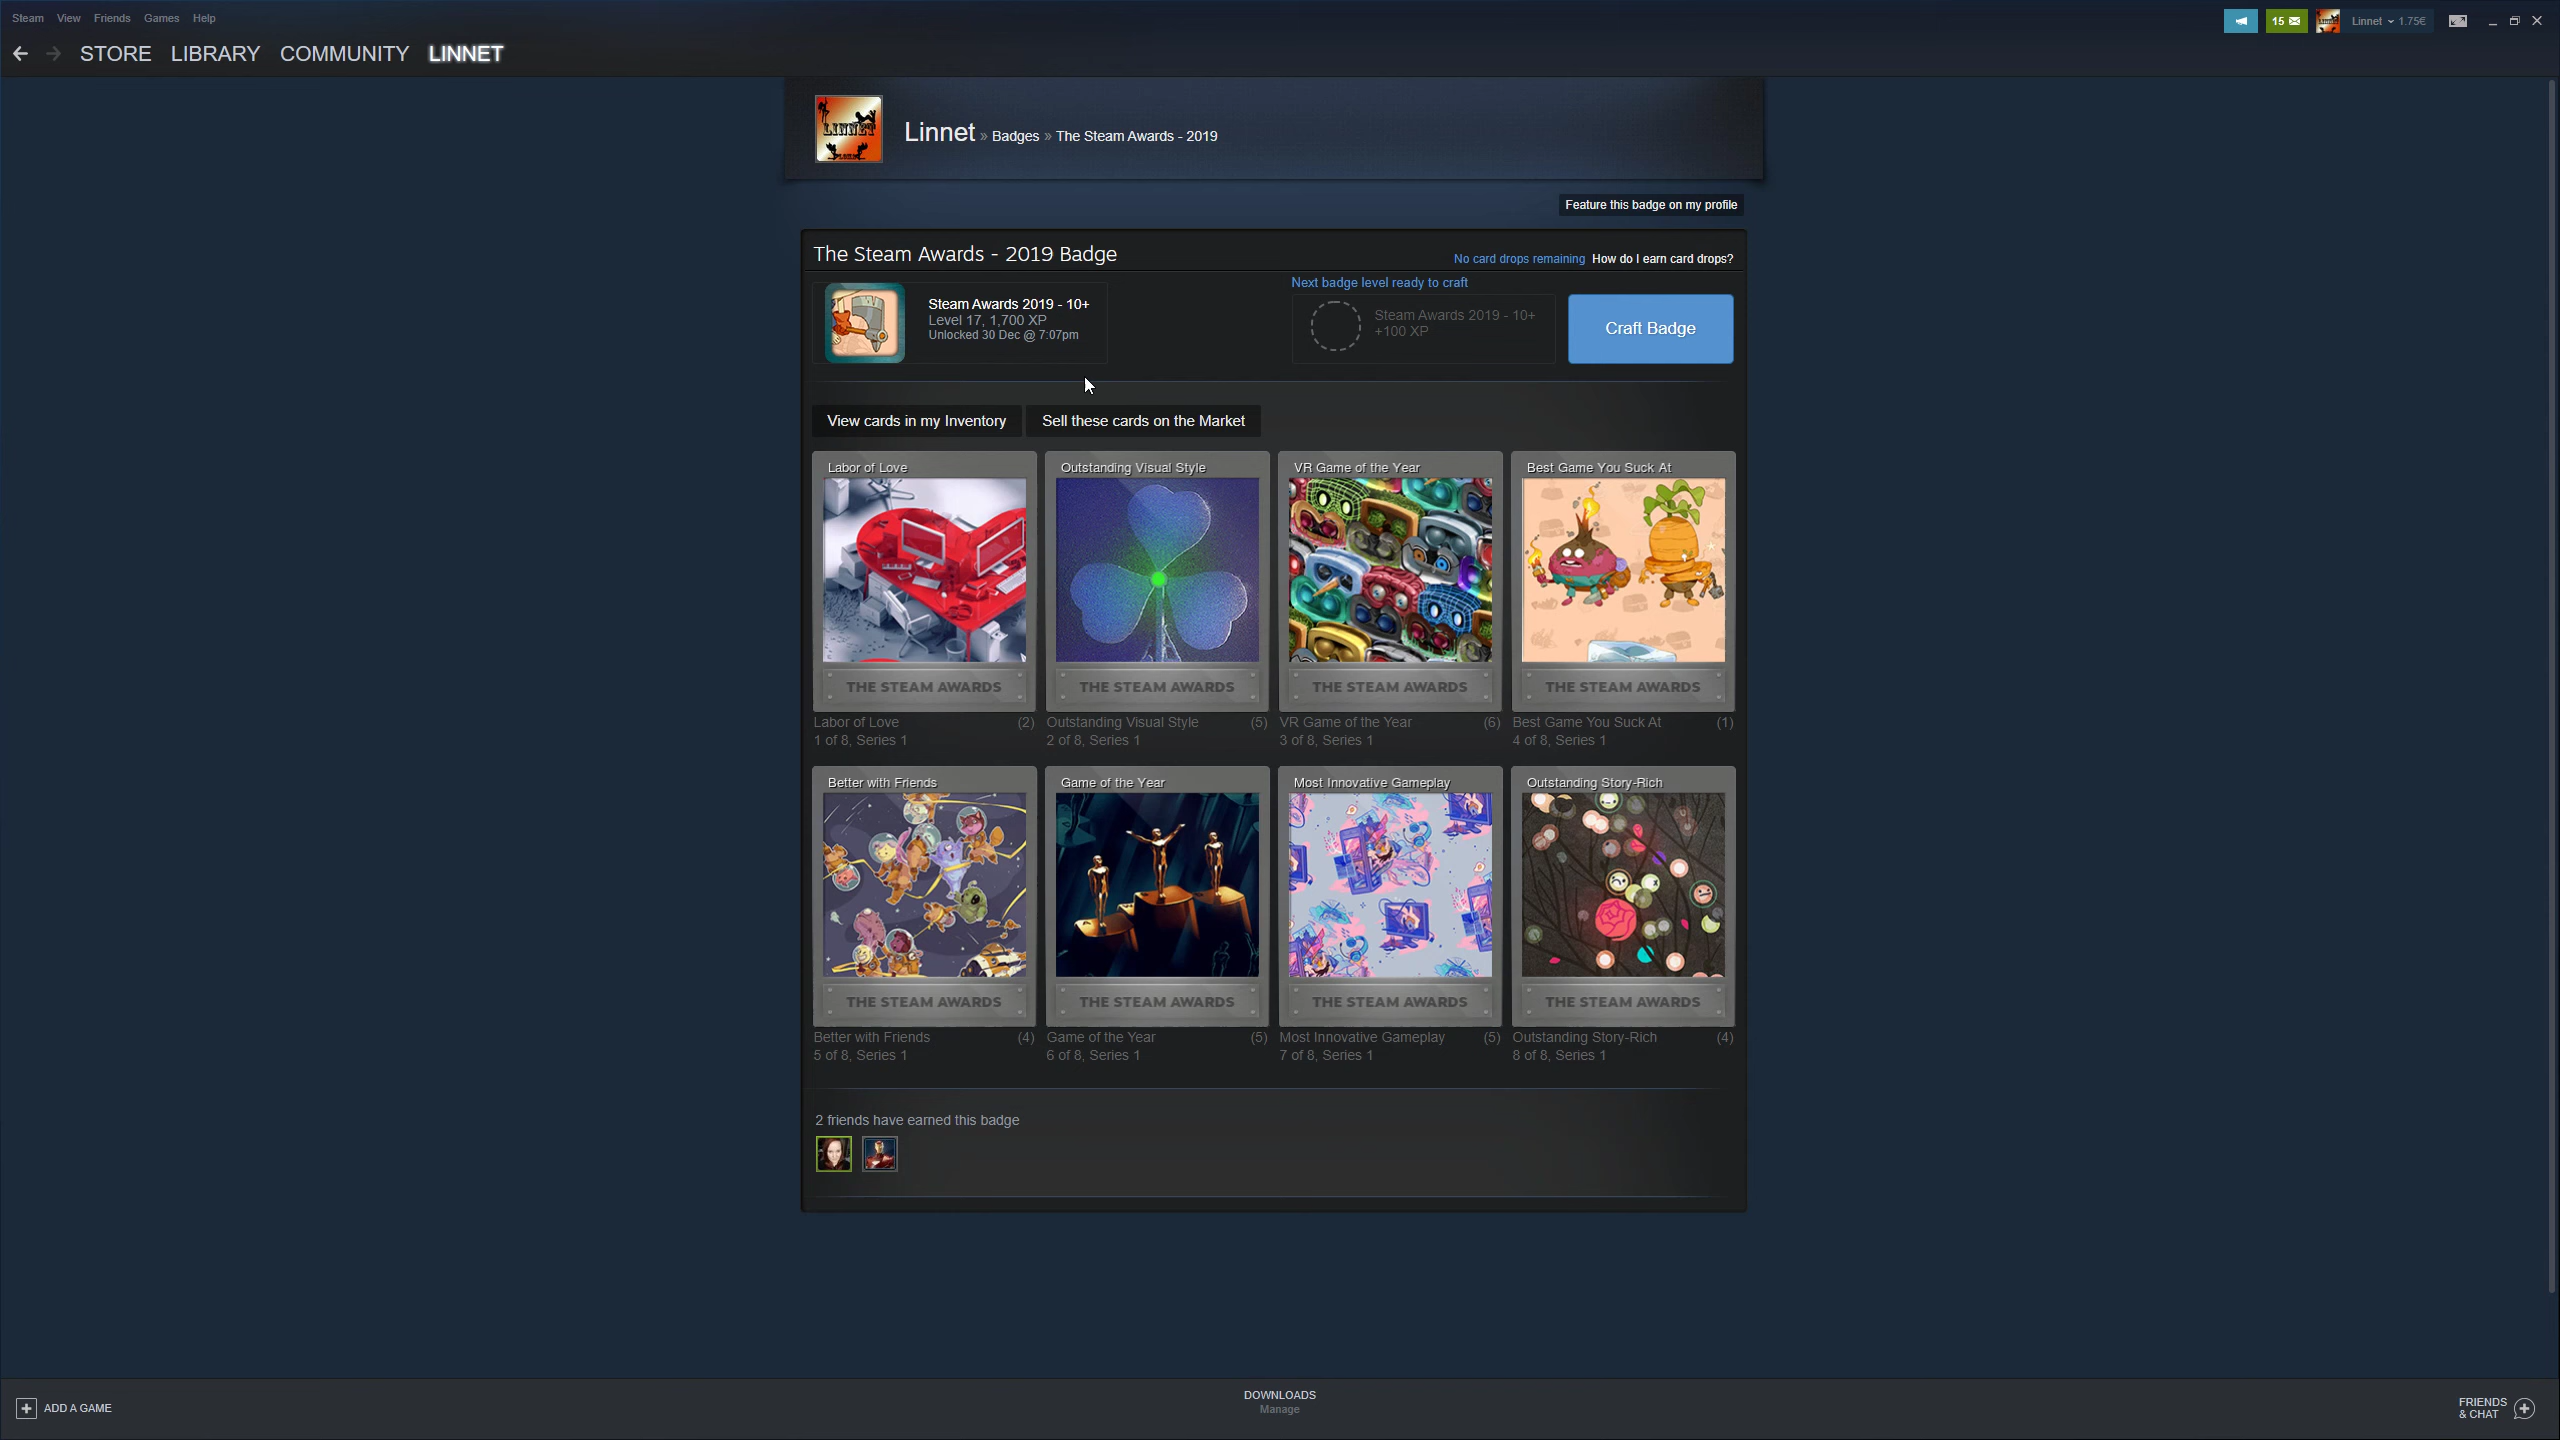 Steam View Friends Games Help
15
Linnet 1.75€
STORE LIBRARY COMMUNITY LINNET
LINNET
Linnet » Badges » The Steam Awards - 2019
Feature this badge on my profile
The Steam Awards - 2019 Badge
No card drops remaining How do I earn card drops?
Next badge level ready to craft
Steam Awards 2019 - 10+
Level 17, 1,700 XP
Unlocked 30 Dec @ 7:07pm
Steam Awards 2019 - 10+
+100 XP
Craft Badge
View cards in my Inventory
Sell these cards on the Market
Labor of Love
Outstanding Visual Style
VR Game of the Year
Best Game You Suck At
THE STEAM AWARDS
THE STEAM AWARDS
THE STEAM AWARDS
THE STEAM AWARDS
Labor of Love (2)
1 of 8, Series 1
Outstanding Visual Style (5)
2 of 8, Series 1
VR Game of the Year (6)
3 of 8, Series 1
Best Game You Suck At (1)
4 of 8, Series 1
Better with Friends
Game of the Year
Most Innovative Gameplay
Outstanding Story-Rich
THE STEAM AWARDS
THE STEAM AWARDS
THE STEAM AWARDS
THE STEAM AWARDS
Better with Friends (4)
5 of 8, Series 1
Game of the Year (5)
6 of 8, Series 1
Most Innovative Gameplay (5)
7 of 8, Series 1
Outstanding Story-Rich (4)
8 of 8, Series 1
2 friends have earned this badge
ADD A GAME
DOWNLOADS
Manage
FRIENDS
& CHAT